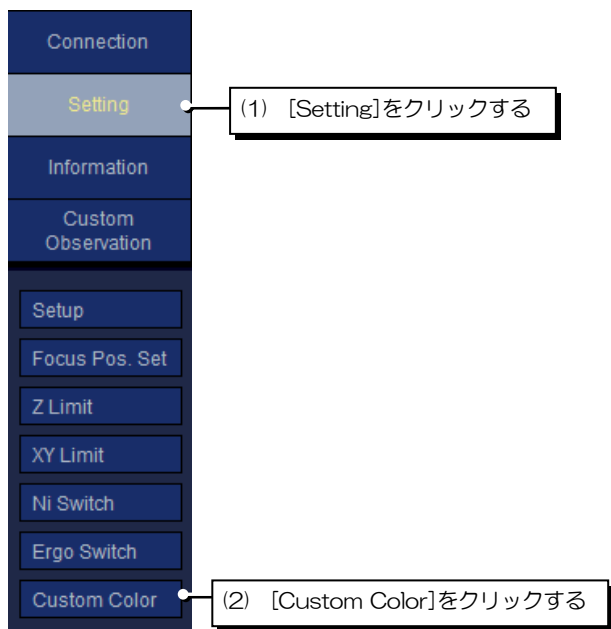 Connection
Setting
(1) [Setting]をクリックする
Information
Custom
Observation
Setup
Focus Pos. Set
Z Limit
XY Limit
Ni Switch
Ergo Switch
Custom Color
(2) [Custom Color]をクリックする